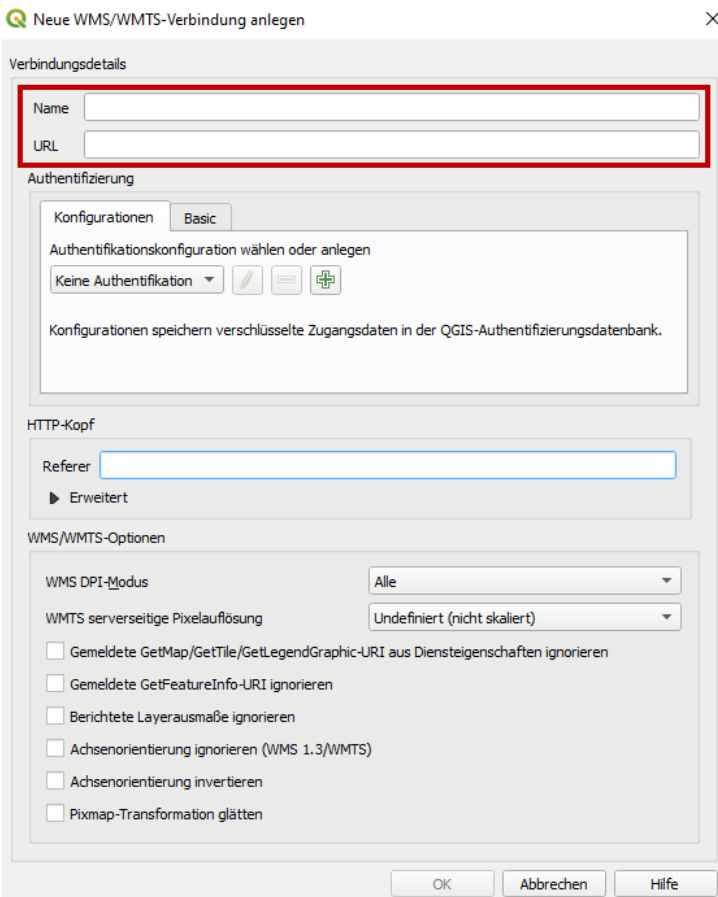 Neue WMS/WMTS-Verbindung anlegen
Verbindungsdetails
Name
URL
Authentifizierung
Konfigurationen Basic
Authentifikationskonfiguration wählen oder anlegen
Keine Authentifikation
Konfigurationen speichern verschlüsselte Zugangsdaten in der QGIS-Authentifizierungsdatenbank.
HTTP-Kopf
Referer
Erweitert
WMS/WMTS-Optionen
WMS DPI-Modus Alle
WMTS serverseitige Pixelauflösung Undefiniert (nicht skaliert)
Gemeldete GetMap/GetTile/GetLegendGraphic-URI aus Diensteigenschaften ignorieren
Gemeldete GetFeatureInfo-URI ignorieren
Berichtete Layerausmaße ignorieren
Achsenorientierung ignorieren (WMS 1.3/WMTS)
Achsenorientierung invertieren
Pixmap-Transformation glätten
OK Abbrechen Hilfe